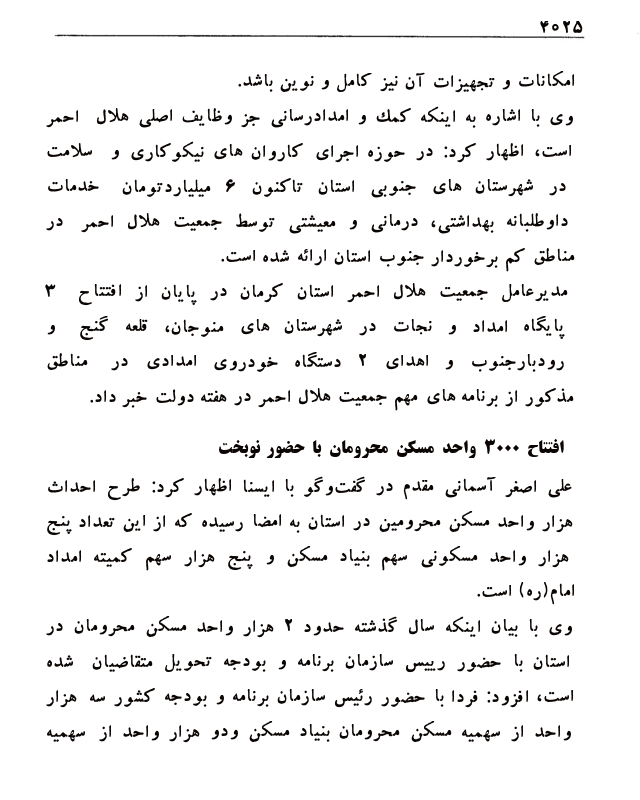 ۴۰۲۵
امکانات و تجهیزات آن نیز کامل و نوین باشد.
وی با اشاره به اینکه کمك و امدادرسانی جز وظایف اصلی هلال احمر
است، اظهار کرد: در حوزه اجرای کاروان های نیکوکاری و سلامت
در شهرستان های جنوبی استان تاکنون ۶ میلیاردتومان خدمات
داوطلبانه بهداشتی، درمانی و معیشتی توسط جمعیت هلال احمر در
مناطق کم برخوردار جنوب استان ارائه شده است.
مدیرعامل جمعیت هلال احمر استان کرمان در پایان از افتتاح ۳
پایگاه امداد و نجات در شهرستان های منوجان، قلعه گنج و
رودبارجنوب و اهدای ۲ دستگاه خودروی امدادی در مناطق
مذکور از برنامه های مهم جمعیت هلال احمر در هفته دولت خبر داد.
افتتاح ۳۰۰۰ واحد مسکن محرومان با حضور نوبخت
علی اصغر آسمانی مقدم در گفت‌وگو با ایسنا اظهار کرد: طرح احداث
هزار واحد مسکن محرومین در استان به امضا رسیده که از این تعداد پنج
هزار واحد مسکونی سهم بنیاد مسکن و پنج هزار سهم کمیته امداد
امام(ره) است.
وی با بیان اینکه سال گذشته حدود ۲ هزار واحد مسکن محرومان در
استان با حضور رییس سازمان برنامه و بودجه تحویل متقاضیان شده
است، افزود: فردا با حضور رئیس سازمان برنامه و بودجه کشور سه هزار
واحد از سهمیه مسکن محرومان بنیاد مسکن ودو هزار واحد از سهمیه